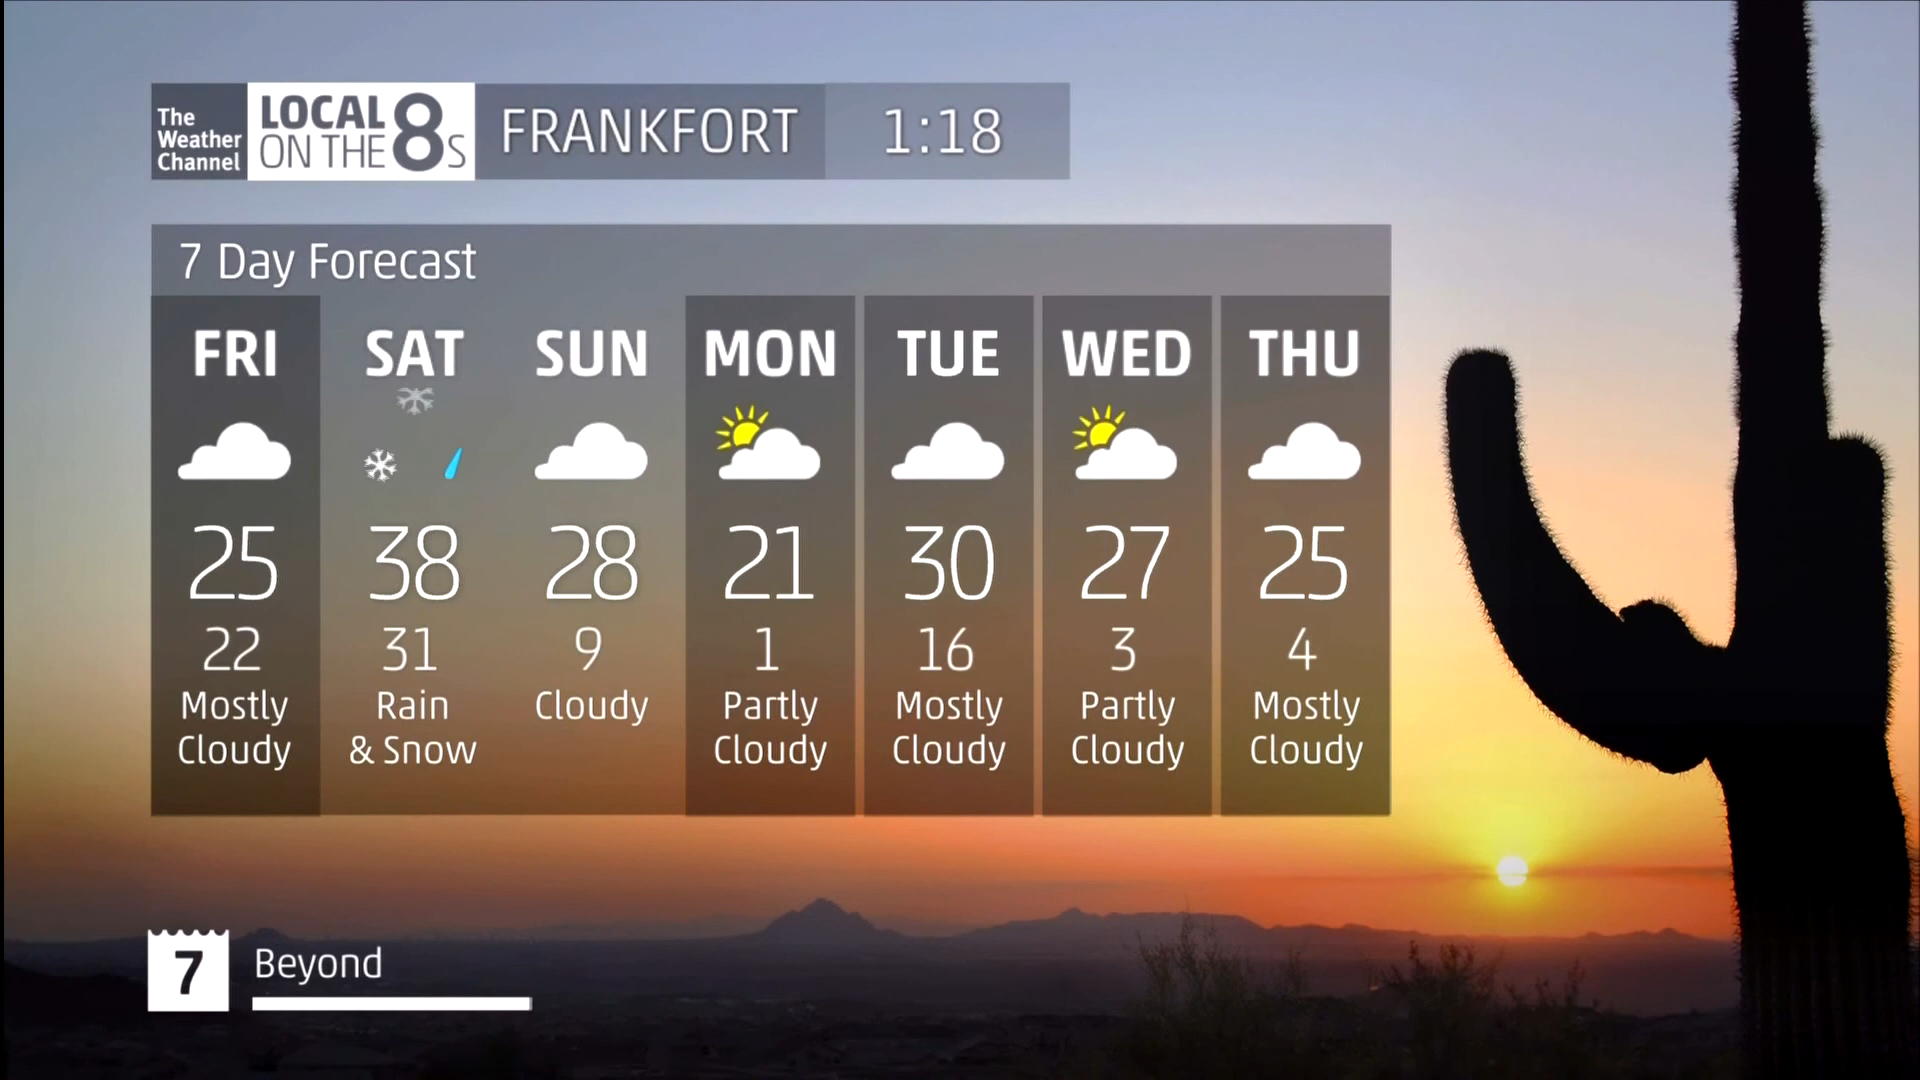 The
Weather
Channel
LOCAL
ON THE 8s
FRANKFORT
1:18
7 Day Forecast
FRI SAT SUN MON TUE WED THU
25 38 28 21 30 27 25
22 31 9 1 16 3 4
Mostly Rain Cloudy Partly Mostly Partly Mostly
Cloudy & Snow Cloudy Cloudy Cloudy Cloudy
7
Beyond